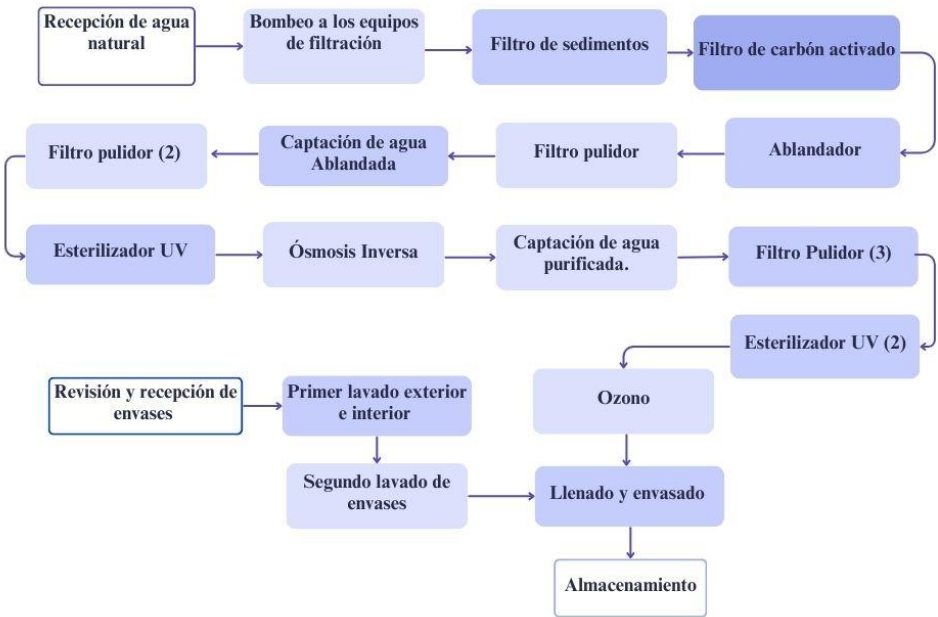 Recepción de agua
natural
Bombeo a los equipos
de filtración
Filtro de sedimentos
Filtro de carbón activado
Ablandador
Filtro pulidor
Captación de agua
Ablandada
Filtro pulidor (2)
Esterilizador UV
Ósmosis Inversa
Captación de agua
purificada.
Filtro Pulidor (3)
Esterilizador UV (2)
Ozono
Revisión y recepción de
envases
Primer lavado exterior
e interior
Segundo lavado de
envases
Llenado y envasado
Almacenamiento